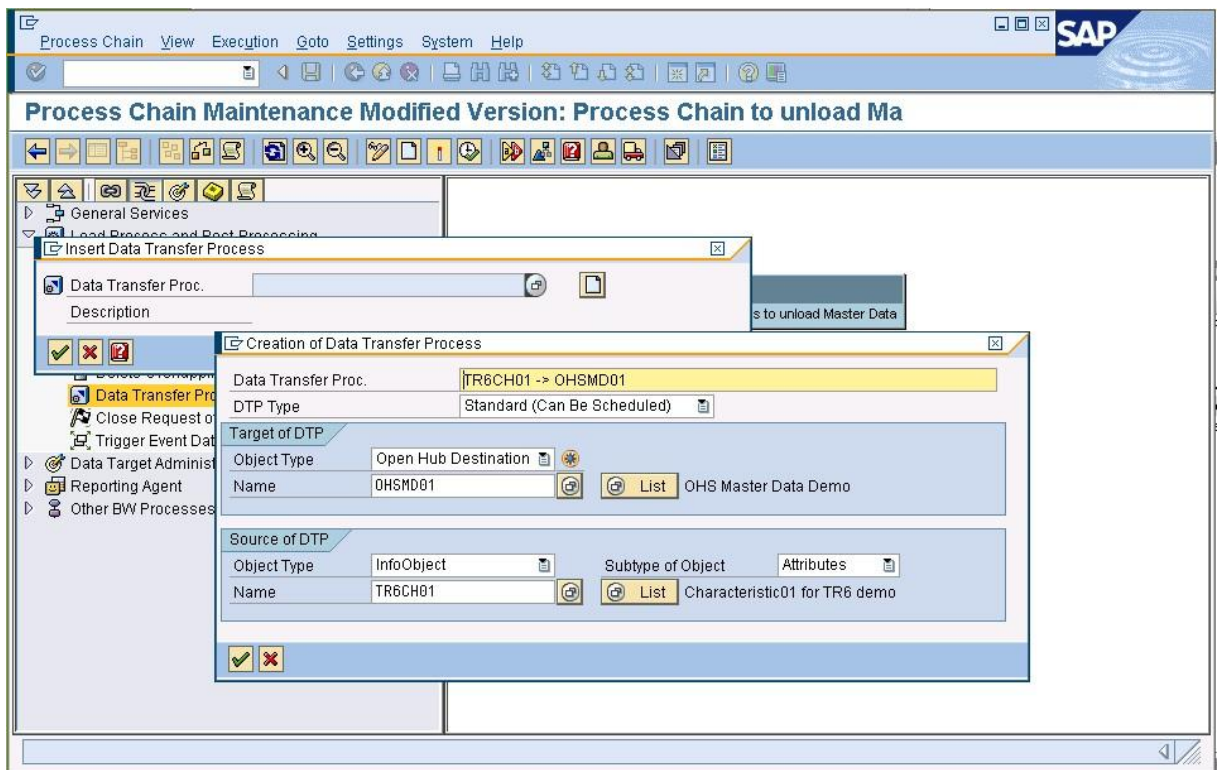 Process Chain View Execution Goto Settings System Help
SAP
Process Chain Maintenance Modified Version: Process Chain to unload Ma
General Services
Load Process and Post Processing
Insert Data Transfer Process
Data Transfer Proc.
Description
s to unload Master Data
Creation of Data Transfer Process
Data Transfer Proc. TR6CH01 -> OHSMD01
DTP Type Standard (Can Be Scheduled)
Target of DTP
Object Type Open Hub Destination
Name OHSMD01 List OHS Master Data Demo
Source of DTP
Object Type InfoObject Subtype of Object Attributes
Name TR6CH01 List Characteristic01 for TR6 demo
Data Transfer Pro
Close Request o
Trigger Event Dat
Data Target Administ
Reporting Agent
Other BW Processes